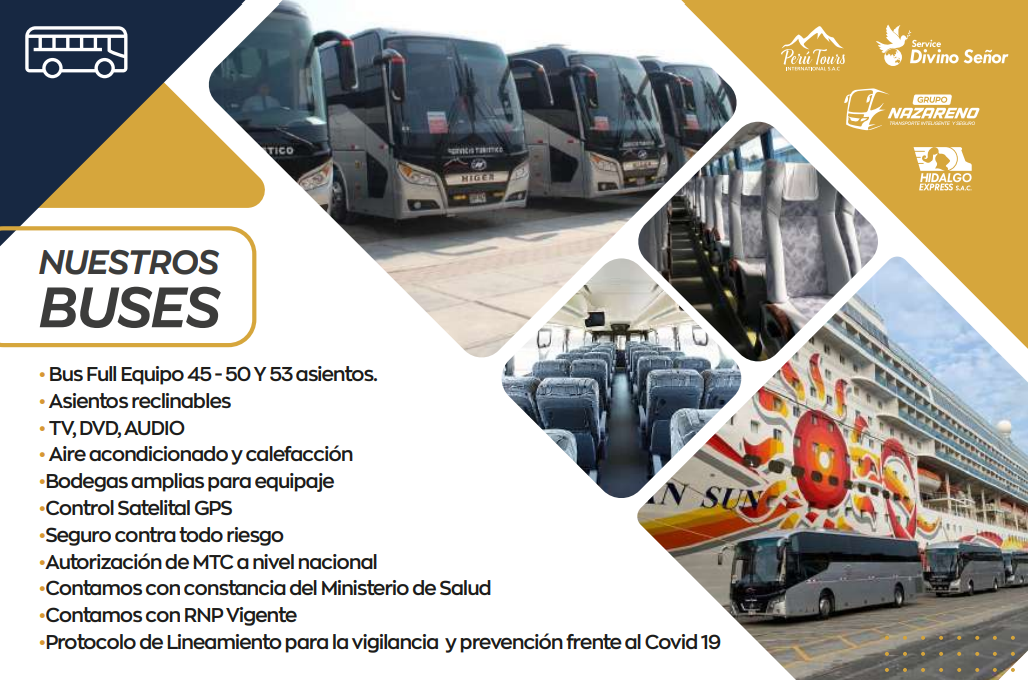 Perú Tours
INTERNATIONAL S.A.C.
Service
Divino Señor
GRUPO
NAZARENO
TRANSPORTE INTELIGENTE Y SEGURO
HIDALGO
EXPRESS S.A.C.
SERVICIO TURISTICO
HIGER
NUESTROS
BUSES
• Bus Full Equipo 45 - 50 Y 53 asientos.
• Asientos reclinables
• TV, DVD, AUDIO
• Aire acondicionado y calefacción
•Bodegas amplias para equipaje
•Control Satelital GPS
•Seguro contra todo riesgo
•Autorización de MTC a nivel nacional
•Contamos con constancia del Ministerio de Salud
•Contamos con RNP Vigente
•Protocolo de Lineamiento para la vigilancia y prevención frente al Covid 19
SUN